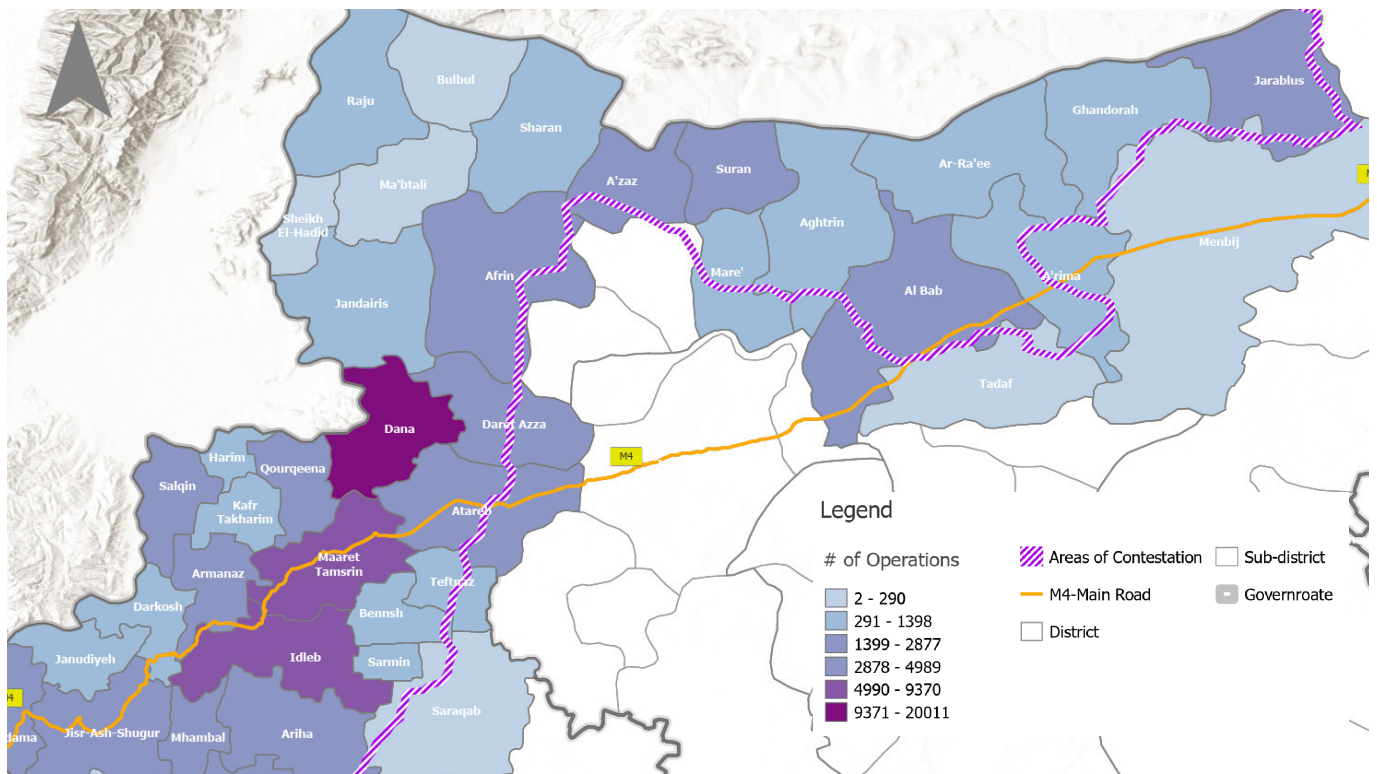 Bulbul
Raju
Sharan
Jarablus
Ghandorah
Ar-Ra'ee
Suran
A'zaz
Ma'btali
Sheikh
El-Hadid
Aghtrin
Menbij
Afrin
Mare'
A'rima
Al Bab
Jandairis
Tadaf
Dana
Daret Azza
M4
Harim
Qourqeena
Salqin
Kafr
Takharim
Atareb
Maaret
Tamsrin
Armanaz
Teftnaz
Darkosh
Bennsh
Janudiyeh
Idleb
Sarmin
Saraqab
Jisr-Ash-Shugur
Mhambal
Ariha
dama
Legend
# of Operations
2 - 290
291 - 1398
1399 - 2877
2878 - 4989
4990 - 9370
9371 - 20011
Areas of Contestation
M4-Main Road
District
Sub-district
Governroate